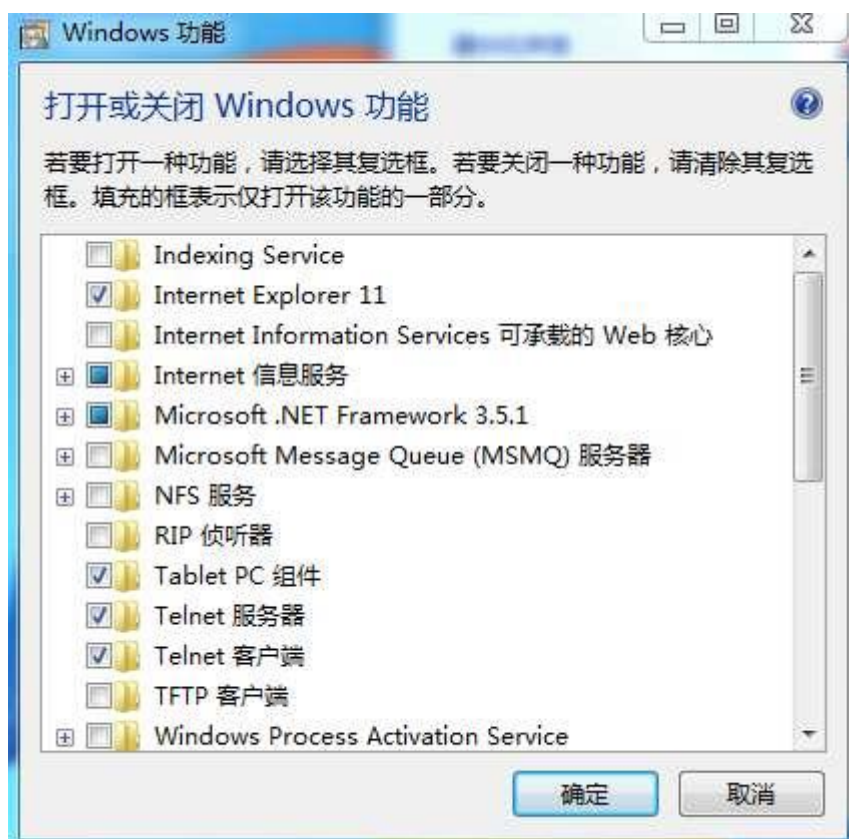 Windows 功能
打开或关闭 Windows 功能
若要打开一种功能，请选择其复选框。若要关闭一种功能，请清除其复选
框。填充的框表示仅打开该功能的一部分。
Indexing Service
Internet Explorer 11
Internet Information Services 可承载的 Web 核心
Internet 信息服务
Microsoft .NET Framework 3.5.1
Microsoft Message Queue (MSMQ) 服务器
NFS 服务
RIP 侦听器
Tablet PC 组件
Telnet 服务器
Telnet 客户端
TFTP 客户端
Windows Process Activation Service
确定 取消